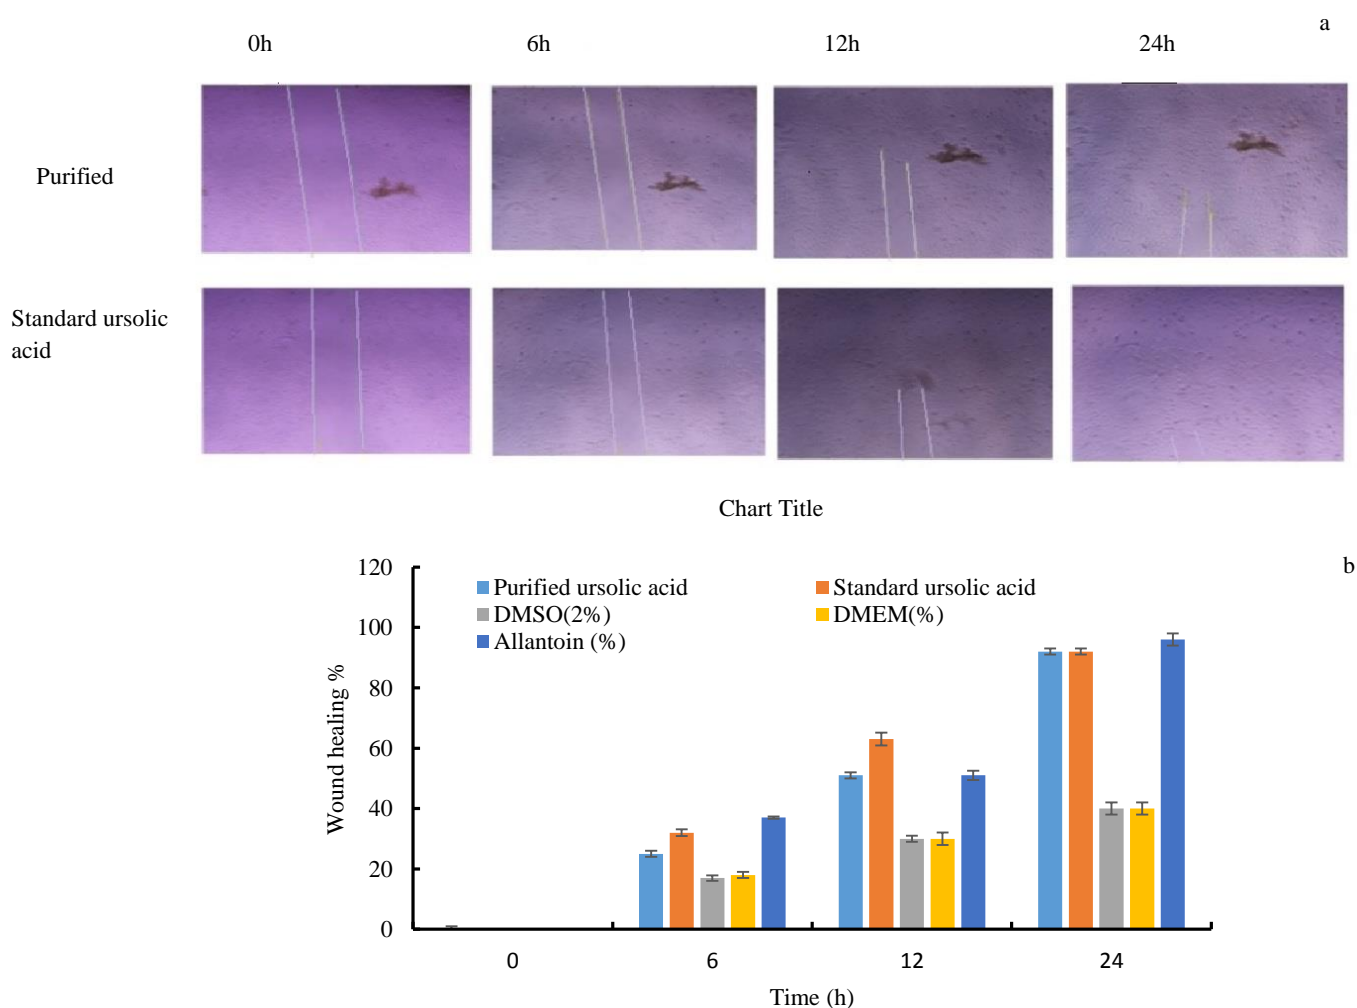 a
0h 6h 12h 24h
Purified
Standard ursolic
acid
Chart Title
b
120
100
80
60
40
20
0
Wound healing %
Purified ursolic acid Standard ursolic acid
DMSO(2%) DMEM(%)
Allantoin (%)
0 6 12 24
Time (h)